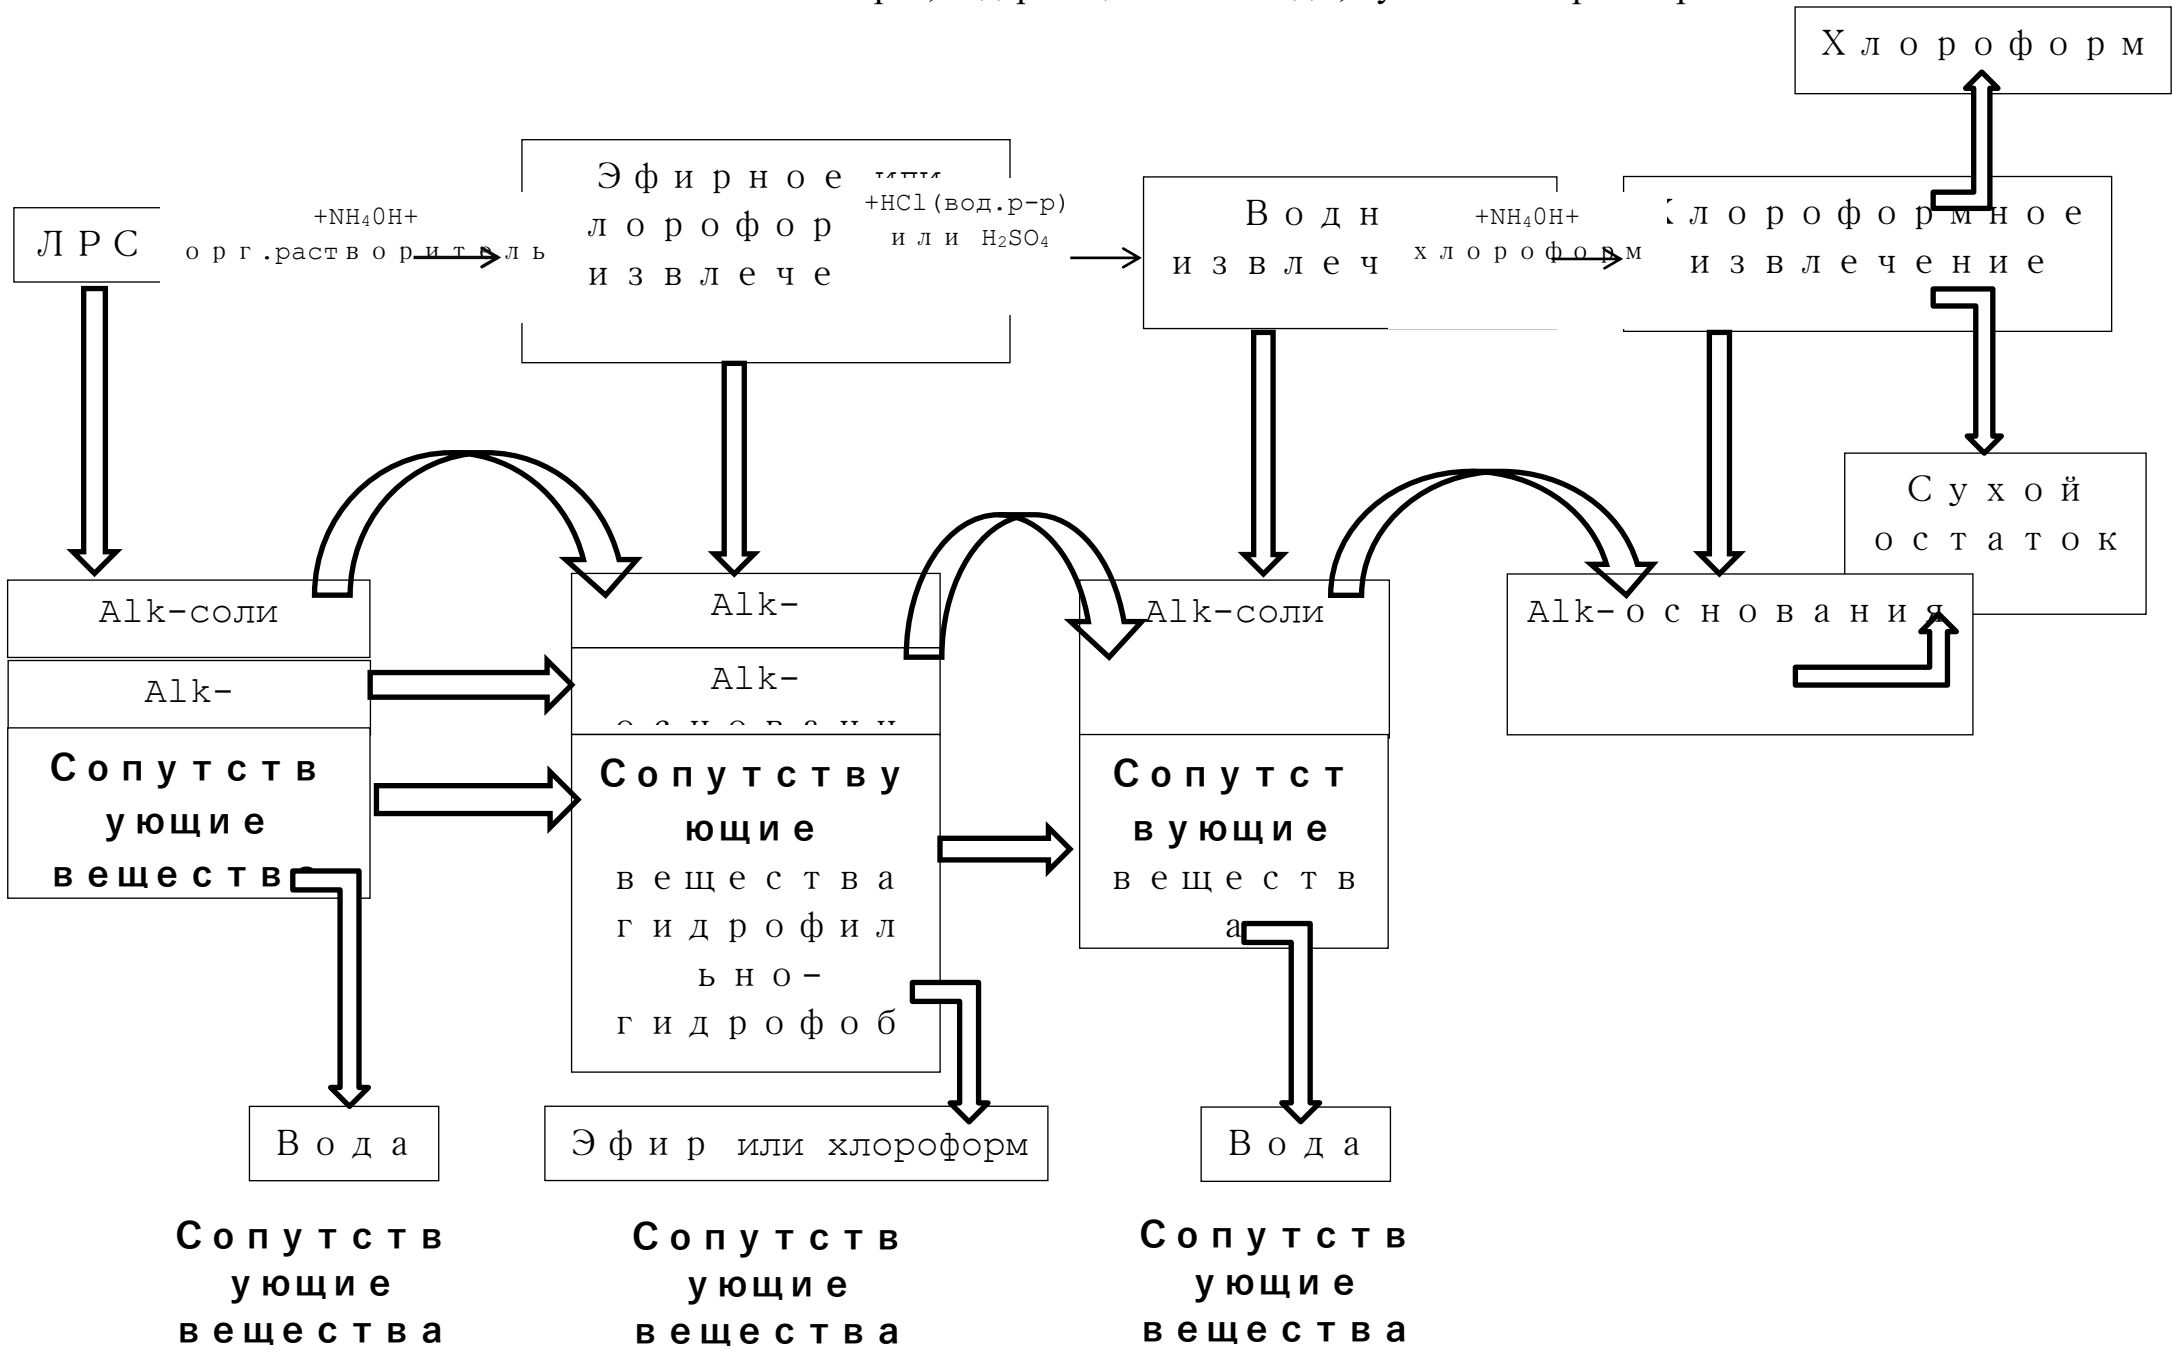 Хлороформ
ЛРС
+NH₄OH+
орг.растворитель
Эфирное или
лорофор
извлече
+HCl(вод.р-р)
или H₂SO₄
Водн
извлеч
+NH₄OH+
хлороформ
лороформное
извлечение
Сухой
остаток
Alk-соли
Alk-
Сопутств
ующие
вещества
Alk-
Alk-
основани
Сопутству
ющие
вещества
гидрофил
ьно-
гидрофоб
Alk-соли
Сопутст
вующие
веществ
а
Alk-основания
Вода
Эфир или хлороформ
Вода
Сопутств
ующие
вещества
Сопутств
ующие
вещества
Сопутств
ующие
вещества